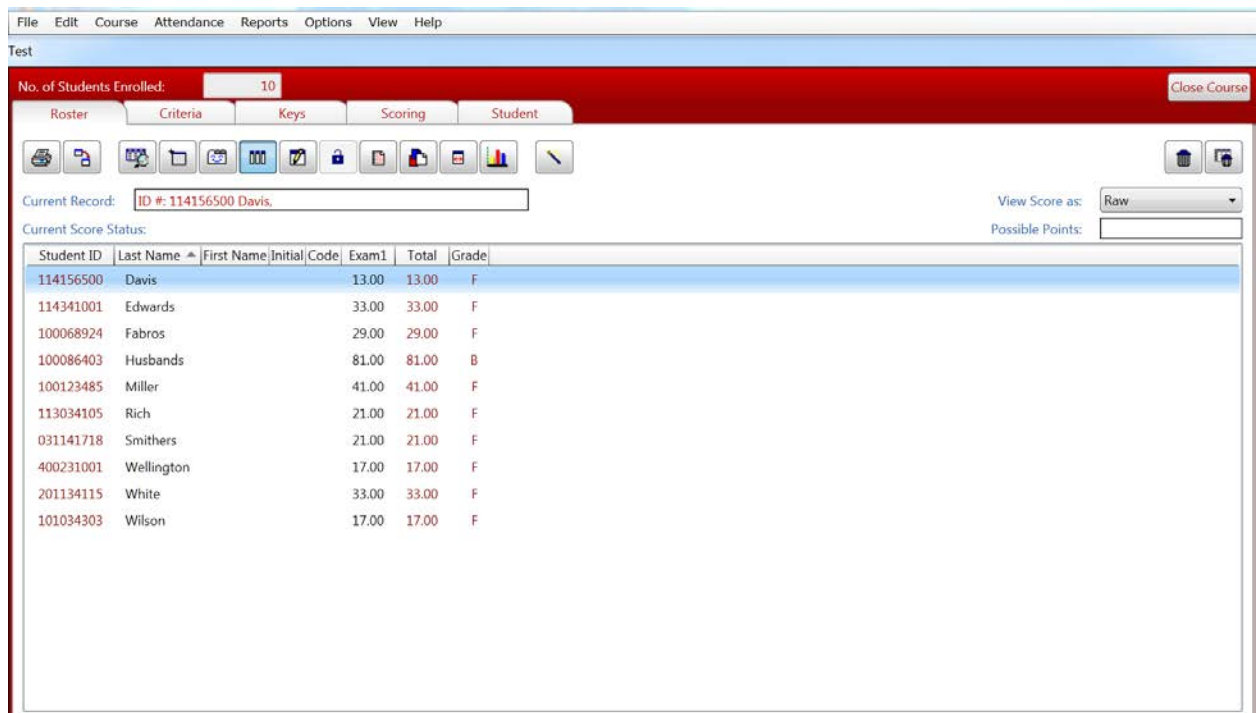 File Edit Course Attendance Reports Options View Help
Test
No. of Students Enrolled: 10 Close Course
Roster Criteria Keys Scoring Student
Current Record: ID #: 114156500 Davis, View Score as: Raw
Current Score Status: Possible Points:
Student ID Last Name First Name Initial Code Exam1 Total Grade
114156500 Davis 13.00 13.00 F
114341001 Edwards 33.00 33.00 F
100068924 Fabros 29.00 29.00 F
100086403 Husbands 81.00 81.00 B
100123485 Miller 41.00 41.00 F
113034105 Rich 21.00 21.00 F
031141718 Smithers 21.00 21.00 F
400231001 Wellington 17.00 17.00 F
201134115 White 33.00 33.00 F
101034303 Wilson 17.00 17.00 F